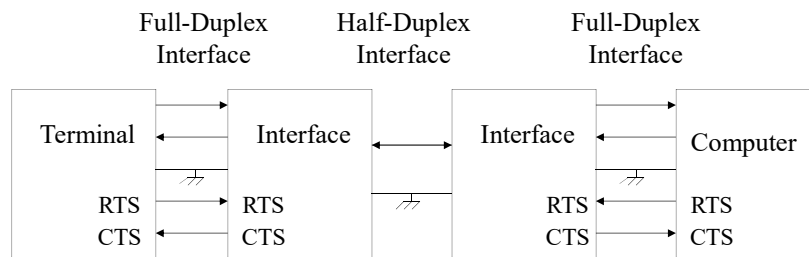 Full-Duplex
Interface
Half-Duplex
Interface
Full-Duplex
Interface
Terminal
Interface
Interface
Computer
RTS
RTS
RTS
RTS
CTS
CTS
CTS
CTS